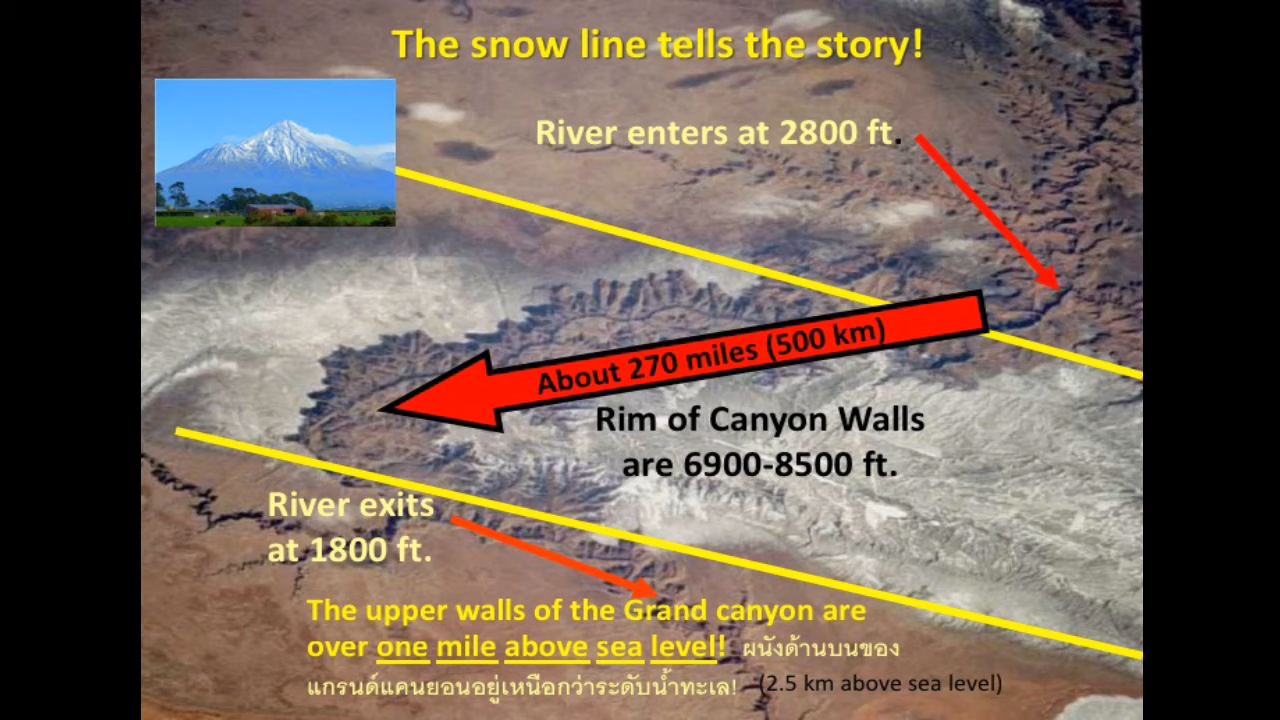 The snow line tells the story!
River enters at 2800 ft.
About 270 miles (500 km)
Rim of Canyon Walls
are 6900-8500 ft.
River exits
at 1800 ft.
The upper walls of the Grand canyon are
over one mile above sea level! ผนังด้านบนของ
แกรนด์แคนยอนอยู่เหนือกว่าระดับน้ำทะเล! (2.5 km above sea level)